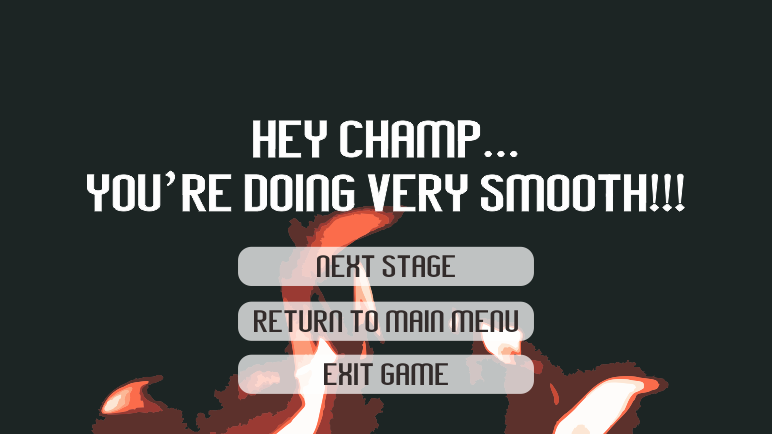 HEY CHAMP...
YOU'RE DOING VERY SMOOTH!!!
NEXT STAGE
RETURN TO MAIN MENU
EXIT GAME